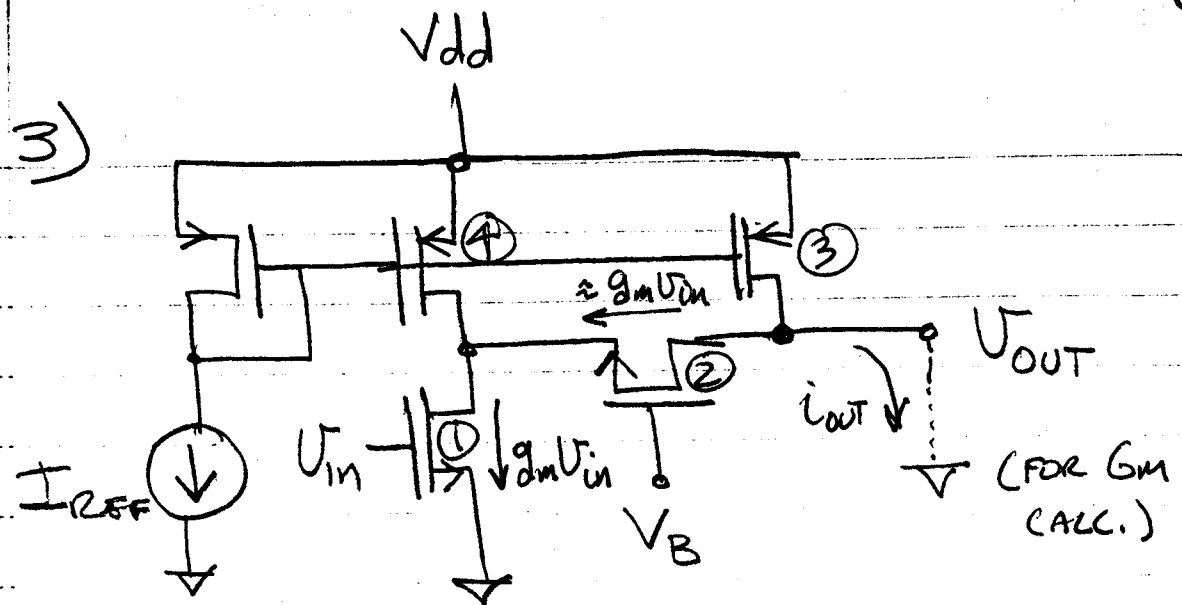 Vdd
3)
④
③
≈ gmVin
VOUT
②
iOUT
Vin
①
gmVin
IREF
VB
(FOR Gm
CALC.)